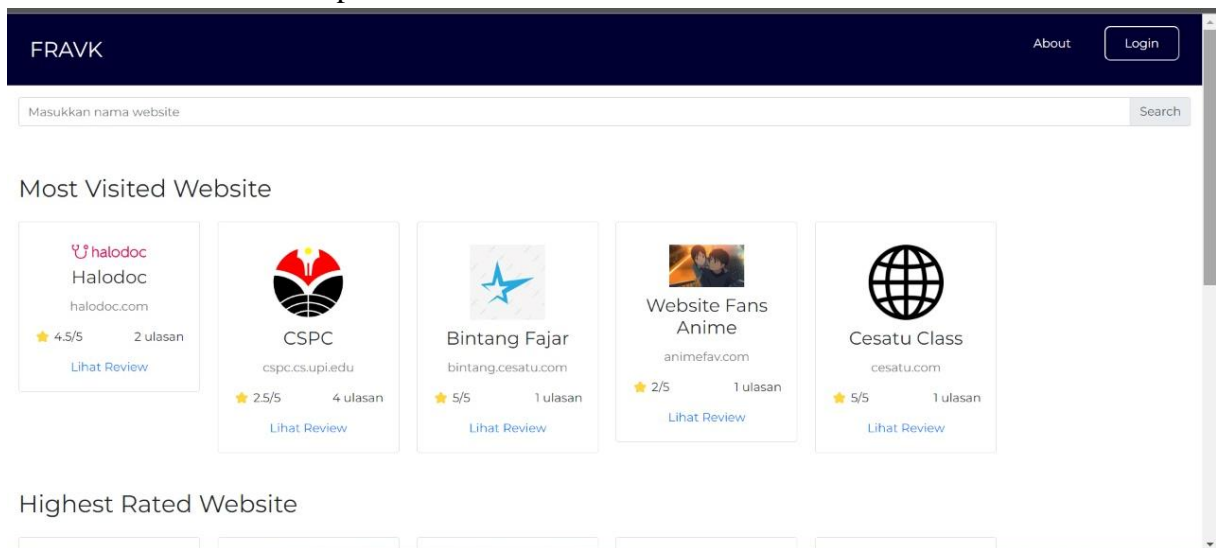 FRAVK
About
Login
Masukkan nama website
Search
Most Visited Website
halodoc
Halodoc
halodoc.com
4.5/5 2 ulasan
Lihat Review
CSPC
cspc.cs.upi.edu
2.5/5 4 ulasan
Lihat Review
Bintang Fajar
bintang.cesatu.com
5/5 1 ulasan
Lihat Review
Website Fans
Anime
animefav.com
2/5 1 ulasan
Lihat Review
Cesatu Class
cesatu.com
5/5 1 ulasan
Lihat Review
Highest Rated Website